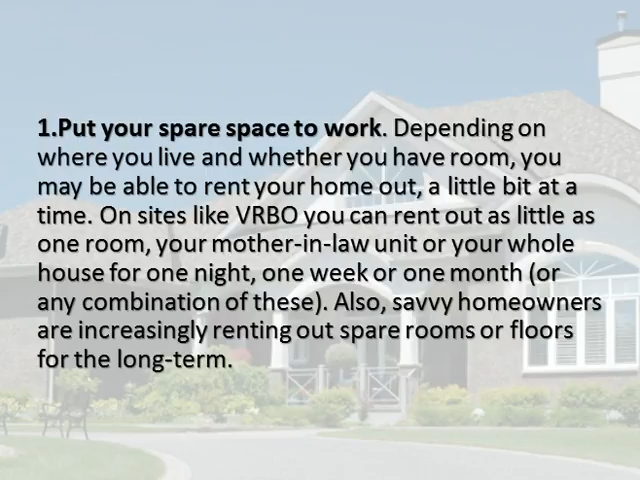 1.Put your spare space to work. Depending on
where you live and whether you have room, you
may be able to rent your home out, a little bit at a
time. On sites like VRBO you can rent out as little as
one room, your mother-in-law unit or your whole
house for one night, one week or one month (or
any combination of these). Also, savvy homeowners
are increasingly renting out spare rooms or floors
for the long-term.